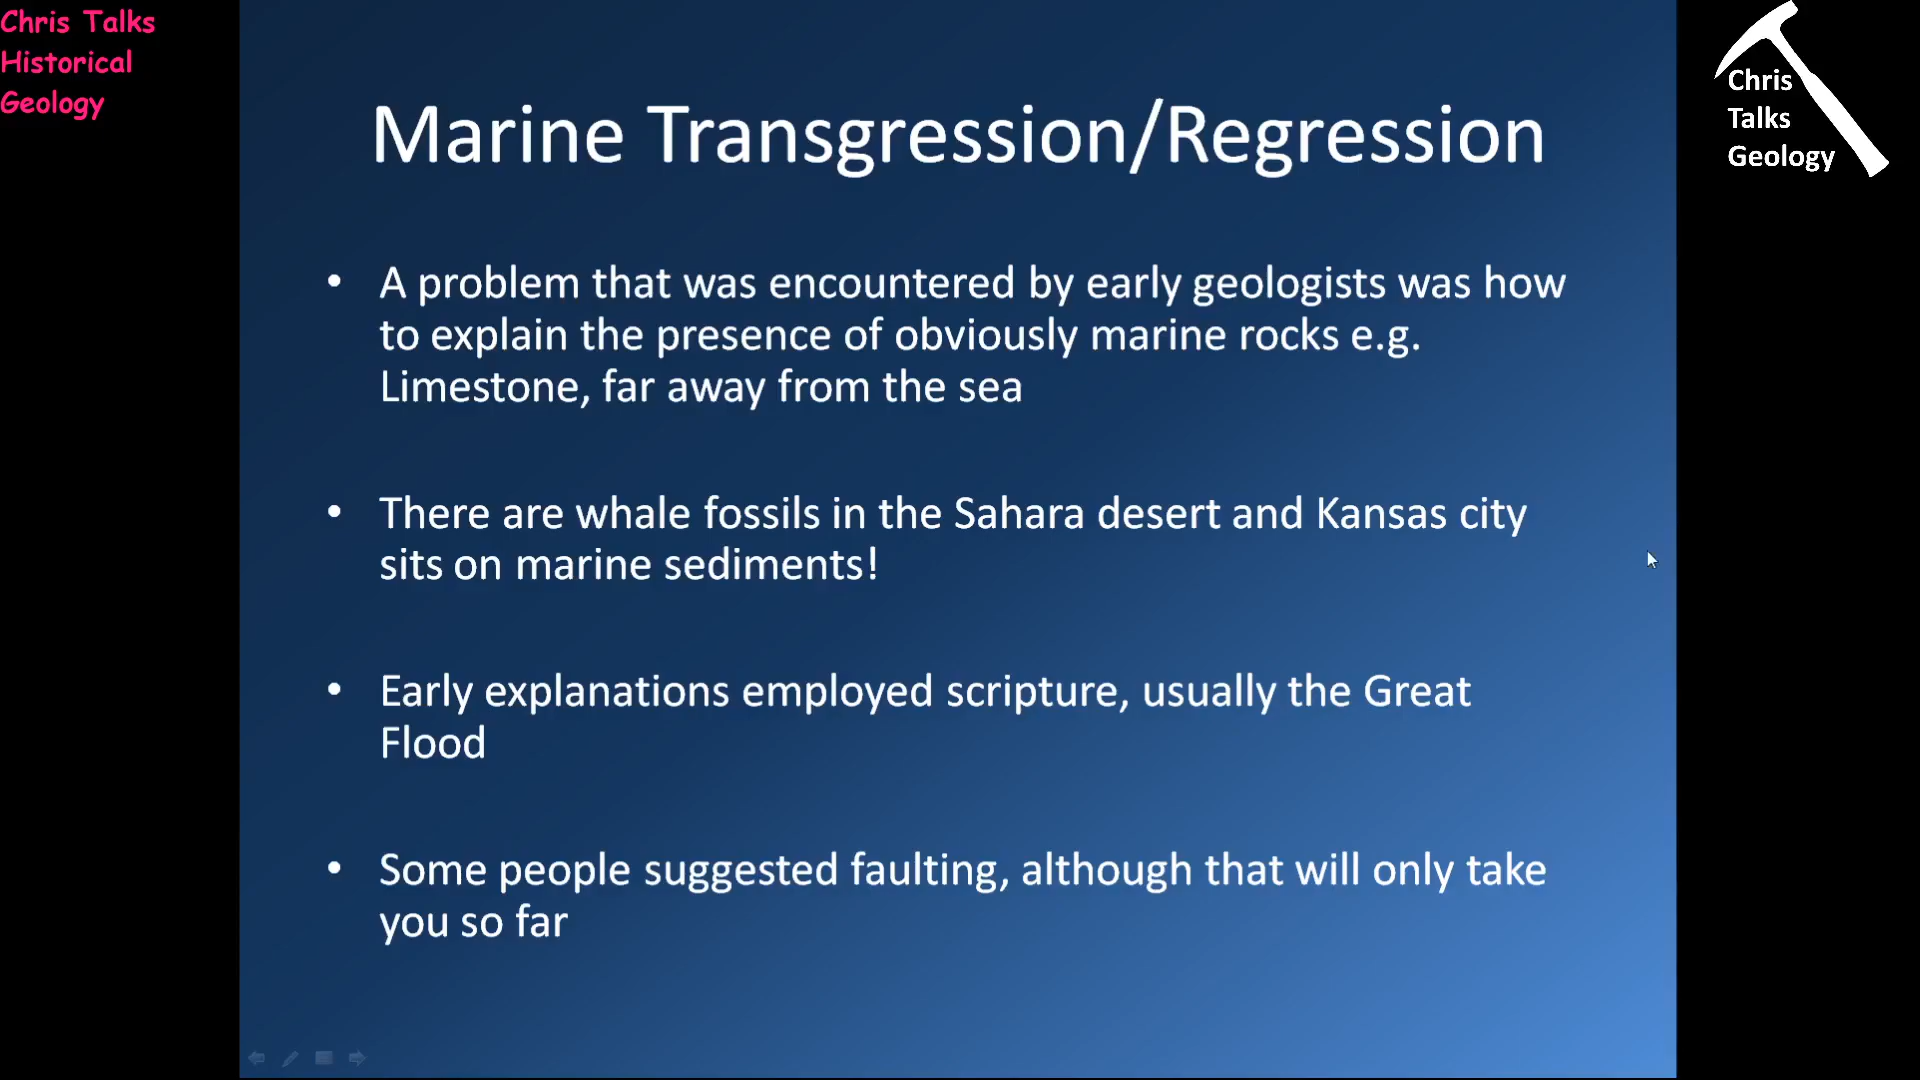 Chris Talks
Historical
Geology
Chris
Talks
Geology
Marine Transgression/Regression
• A problem that was encountered by early geologists was how
to explain the presence of obviously marine rocks e.g.
Limestone, far away from the sea
• There are whale fossils in the Sahara desert and Kansas city
sits on marine sediments!
• Early explanations employed scripture, usually the Great
Flood
• Some people suggested faulting, although that will only take
you so far